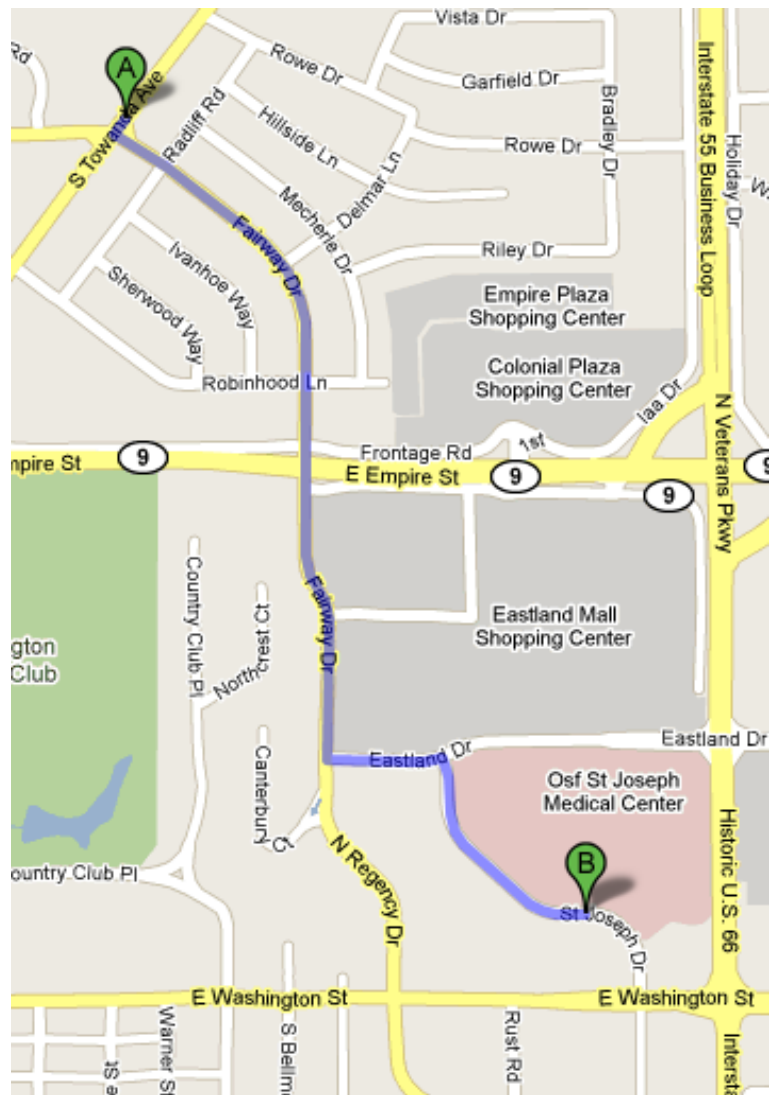 Vista Dr
Rowe Dr
Rd
A
Garfield Dr
S Towanda Ave
Radliff Rd
Hillside Ln
Bradley Dr
Interstate 55 Business Loop
Rowe Dr
Holiday Dr
Mecherle Dr
Delmar Ln
Fairway Dr
Ivanhoe Way
Riley Dr
Sherwood Way
Empire Plaza
Shopping Center
Colonial Plaza
Shopping Center
Robinhood Ln
Iaa Dr
N Veterans Pkwy
1st
Frontage Rd
9
mpire St
E Empire St
9
9
9
Country Club Pl
Northcrest Ct
Fairway Dr
Eastland Mall
Shopping Center
gton
Club
Eastland Dr
Eastland Dr
Canterbury Ct
Osf St Joseph
Medical Center
Historic U.S. 66
N Regency Dr
B
ountry Club Pl
St Joseph Dr
E Washington St
E Washington St
Warner St
S Bellm
Rust Rd
e St
Interst